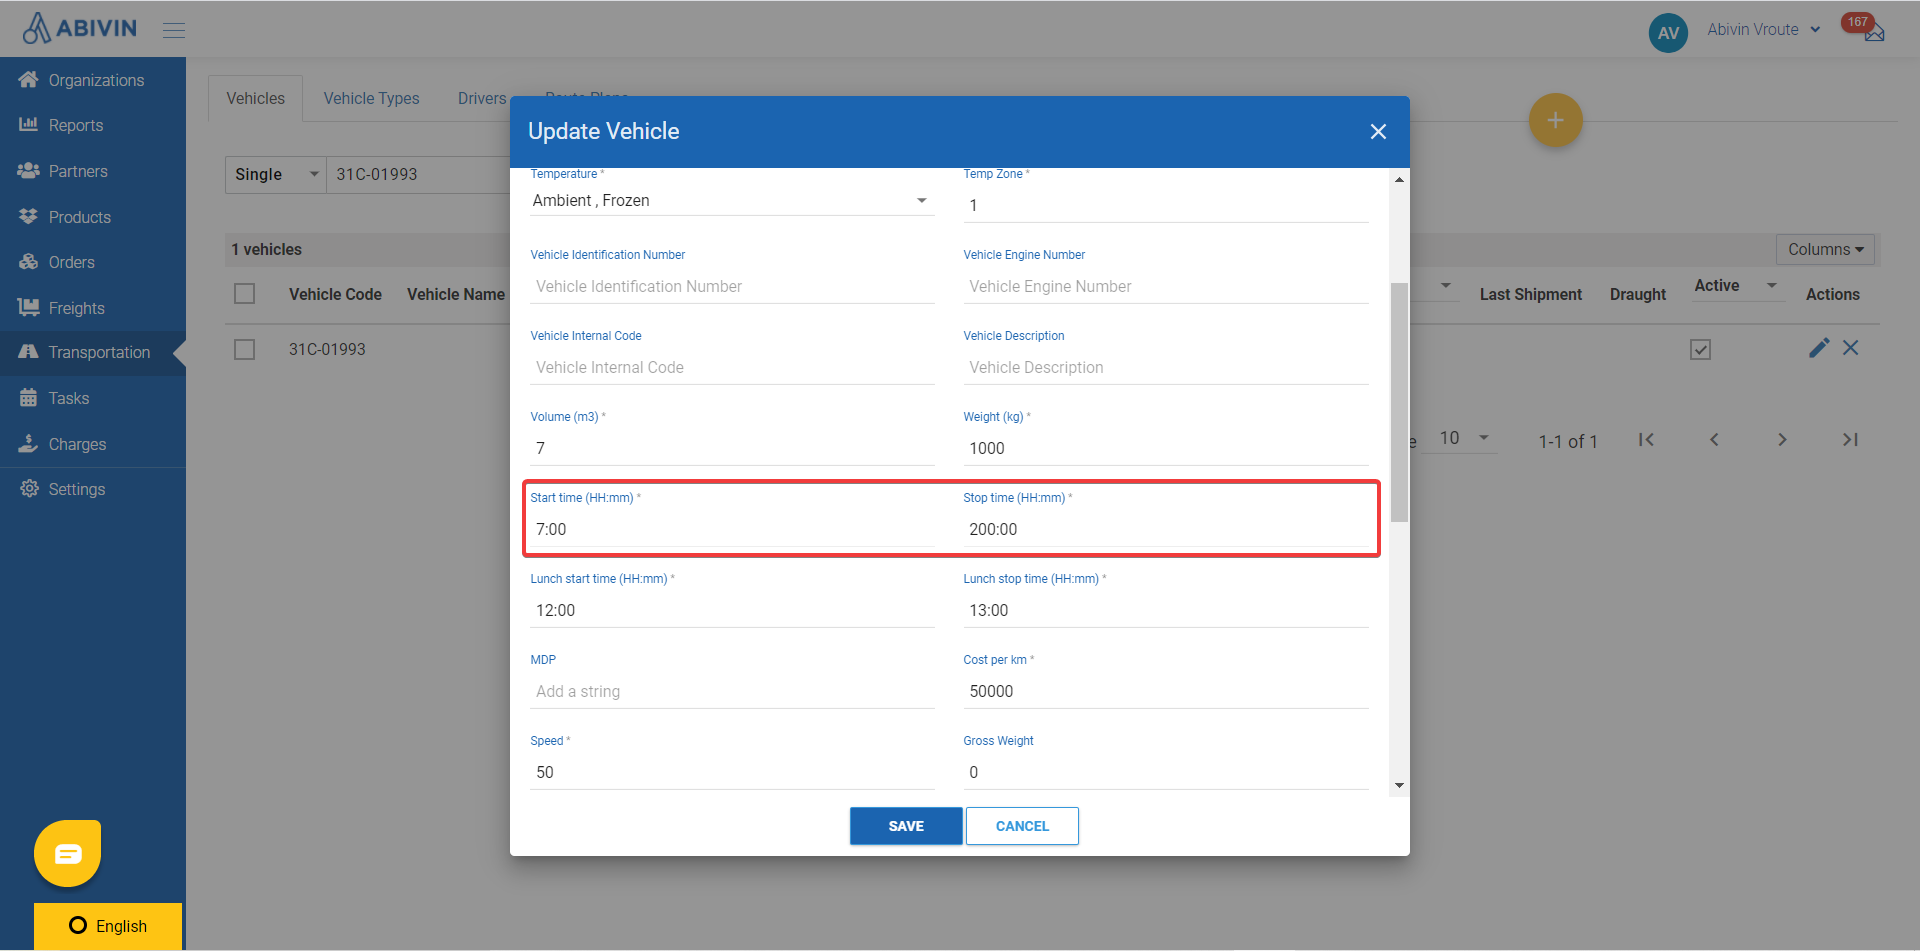 ABIVIN
AV
Abivin Vroute
167
Organizations
Reports
Partners
Products
Orders
Freights
Transportation
Tasks
Charges
Settings
English
Vehicles
Vehicle Types
Drivers
Route Plans
Single
31C-01993
1 vehicles
Columns
Vehicle Code
Vehicle Name
Last Shipment
Draught
Active
Actions
31C-01993
e
10
1-1 of 1
Update Vehicle
Temperature *
Temp Zone *
Ambient , Frozen
1
Vehicle Identification Number
Vehicle Engine Number
Vehicle Identification Number
Vehicle Engine Number
Vehicle Internal Code
Vehicle Description
Vehicle Internal Code
Vehicle Description
Volume (m3) *
Weight (kg) *
7
1000
Start time (HH:mm) *
Stop time (HH:mm) *
7:00
200:00
Lunch start time (HH:mm) *
Lunch stop time (HH:mm) *
12:00
13:00
MDP
Cost per km *
Add a string
50000
Speed *
Gross Weight
50
0
SAVE
CANCEL